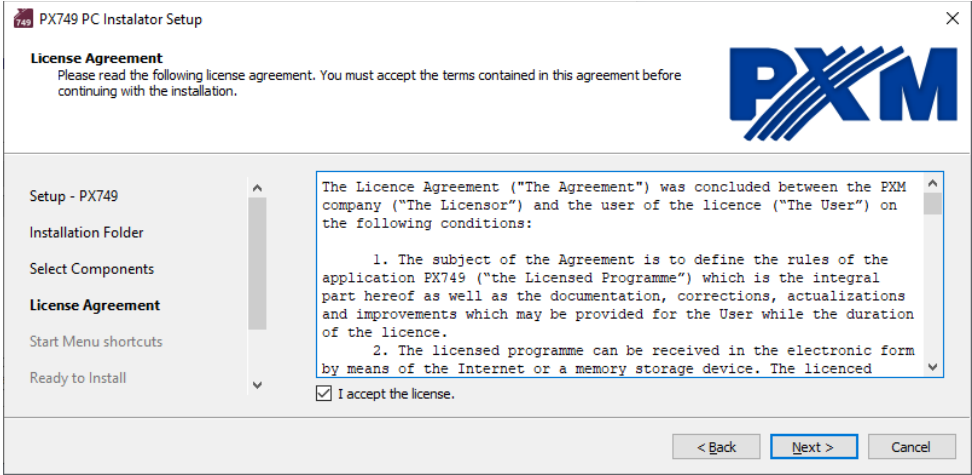 749 PX749 PC Instalator Setup
License Agreement
Please read the following license agreement. You must accept the terms contained in this agreement before
continuing with the installation.
PXM
Setup - PX749
Installation Folder
Select Components
License Agreement
Start Menu shortcuts
Ready to Install
The Licence Agreement ("The Agreement") was concluded between the PXM
company (“The Licensor”) and the user of the licence (“The User”) on
the following conditions:
1. The subject of the Agreement is to define the rules of the
application PX749 (“the Licensed Programme”) which is the integral
part hereof as well as the documentation, corrections, actualizations
and improvements which may be provided for the User while the duration
of the licence.
2. The licensed programme can be received in the electronic form
by means of the Internet or a memory storage device. The licenced
I accept the license.
< Back
Next >
Cancel